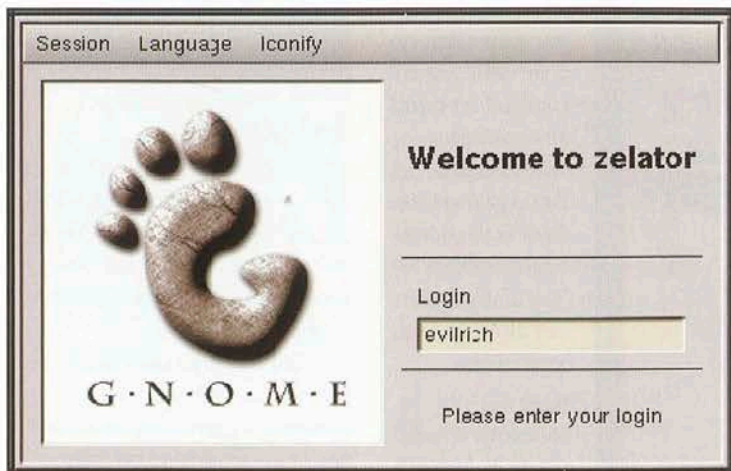 Session Language Iconify
Welcome to zelator
Login
evilrich
G·N·O·M·E
Please enter your login